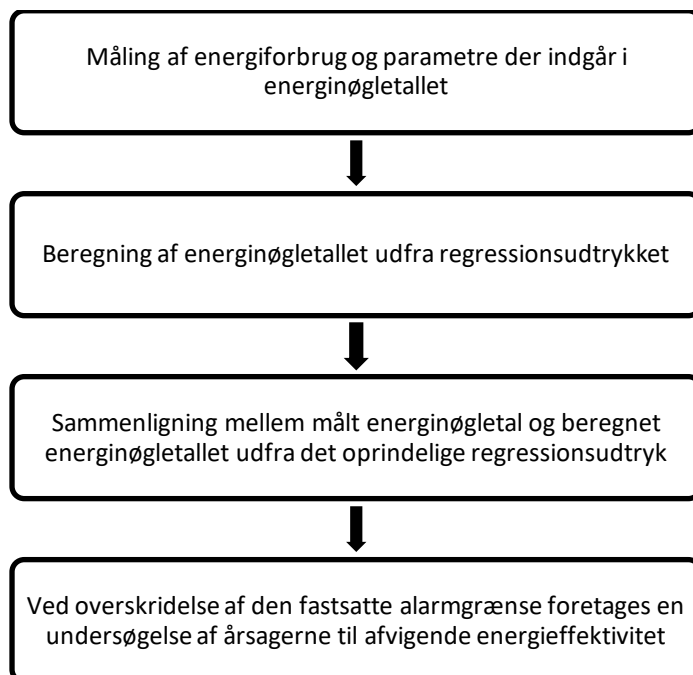 Måling af energiforbrug og parametre der indgår i
energinøgletallet
Beregning af energinøgletallet udfra regressionsudtrykket
Sammenligning mellem målt energinøgletal og beregnet
energinøgletallet udfra det oprindelige regressionsudtryk
Ved overskridelse af den fastsatte alarmgrænse foretages en
undersøgelse af årsagerne til afvigende energieffektivitet